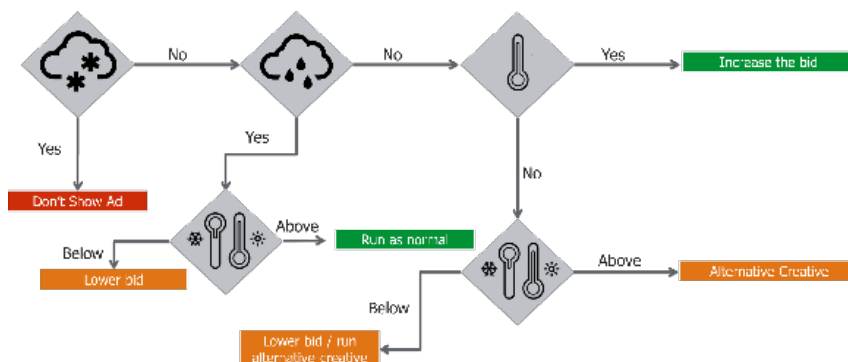 No
No
Yes
Increase the bid
Yes
Yes
No
Don't Show Ad
Above
Run as normal
Below
Lower bid
Above
Alternative Creative
Below
Lower bid / run
alternative creative